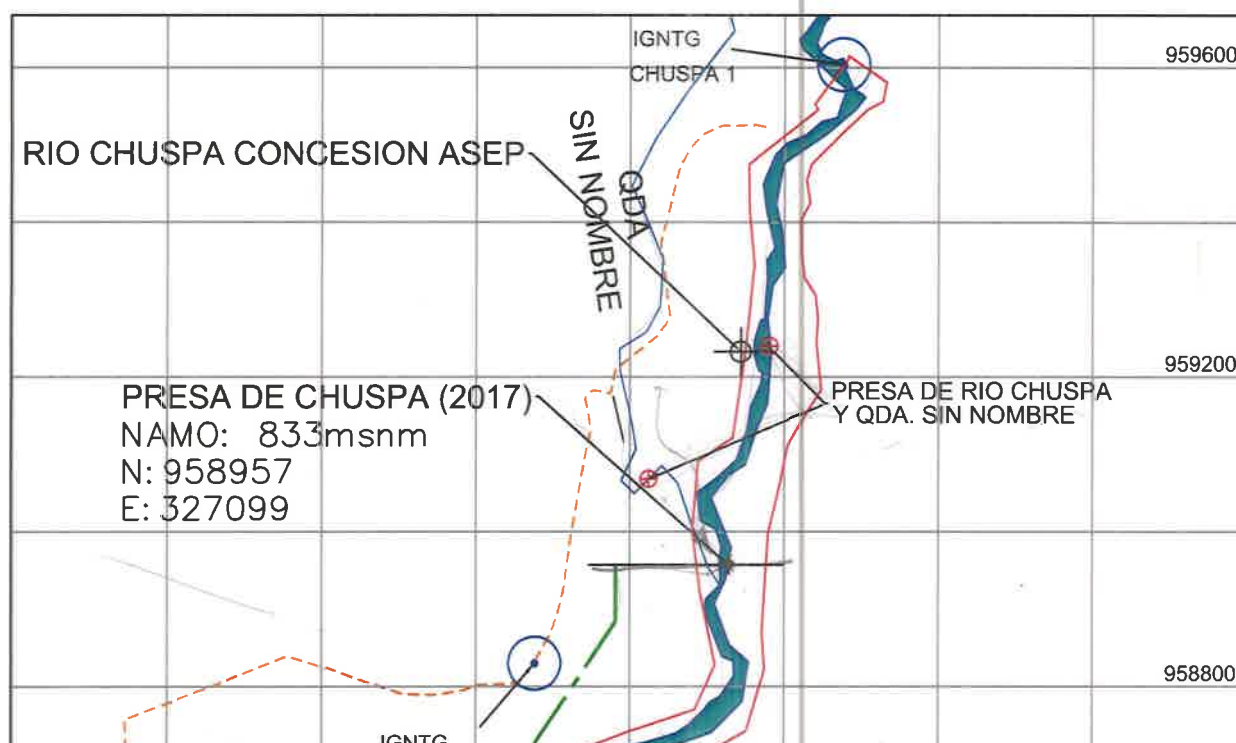 IGNTG
CHUSPA 1
959600
RIO CHUSPA CONCESION ASEP
QDA
SIN NOMBRE
959200
PRESA DE CHUSPA (2017)
NAMO: 833msnm
N: 958957
E: 327099
PRESA DE RIO CHUSPA
Y QDA. SIN NOMBRE
958800
IGNTG